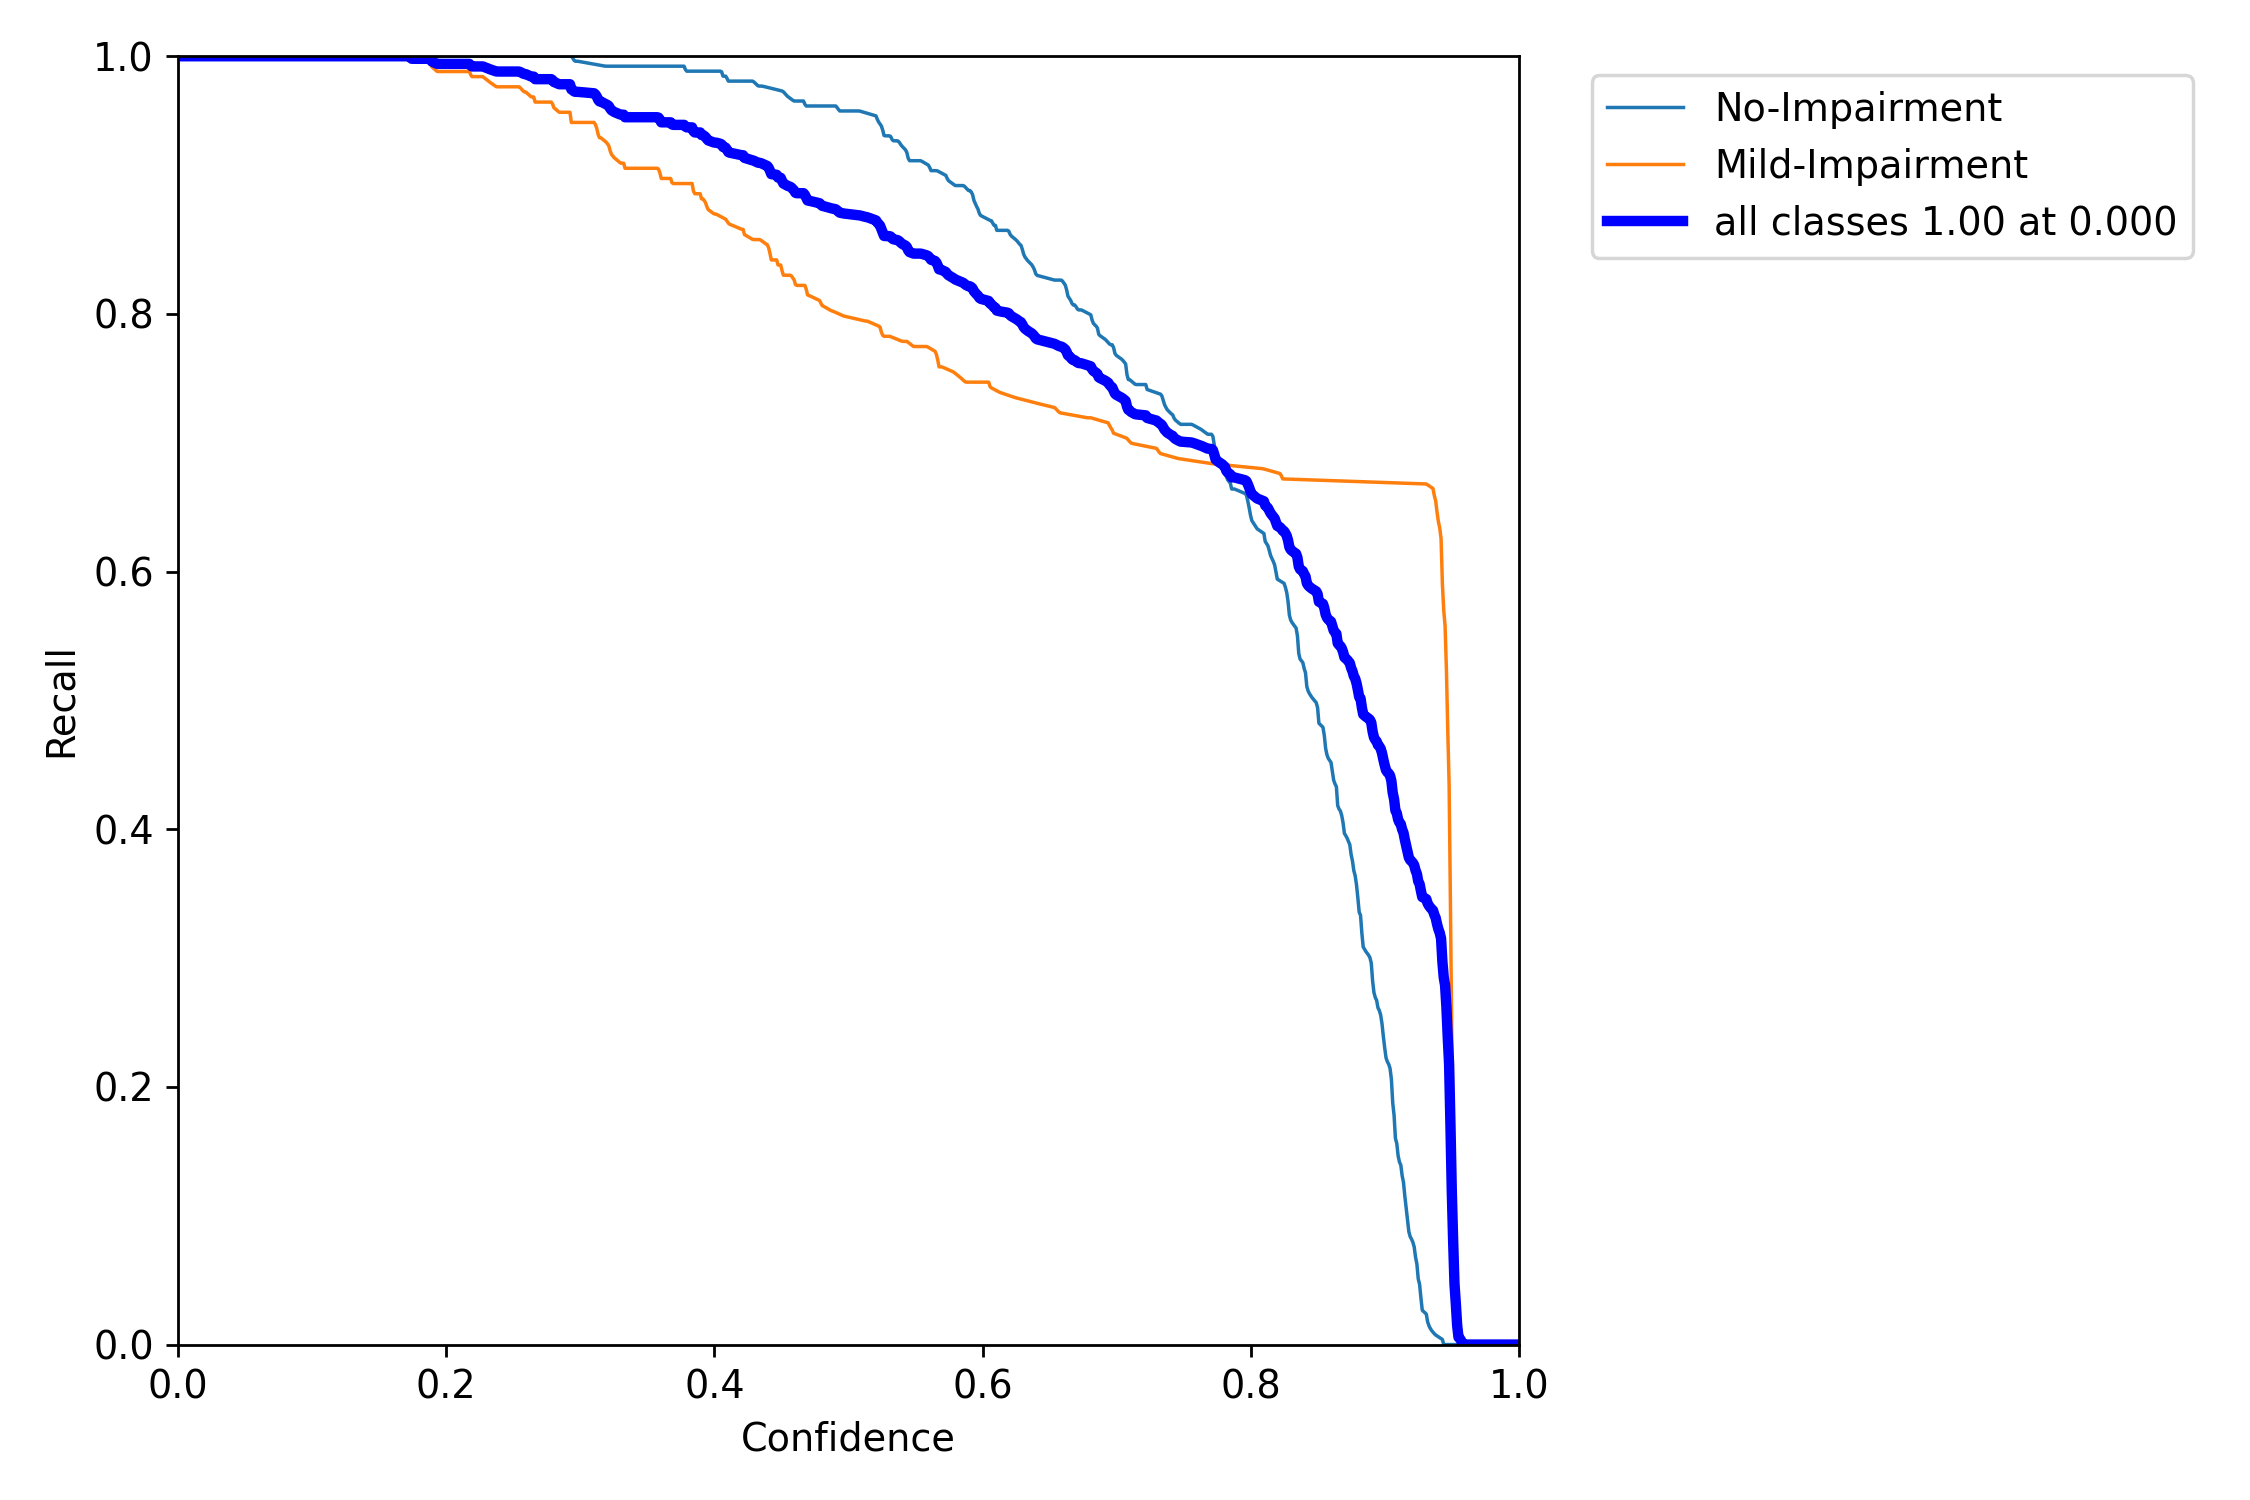 No-Impairment
Mild-Impairment
all classes 1.00 at 0.000
Recall
1.0
0.8
0.6
0.4
0.2
0.0
0.0 0.2 0.4 0.6 0.8 1.0
Confidence